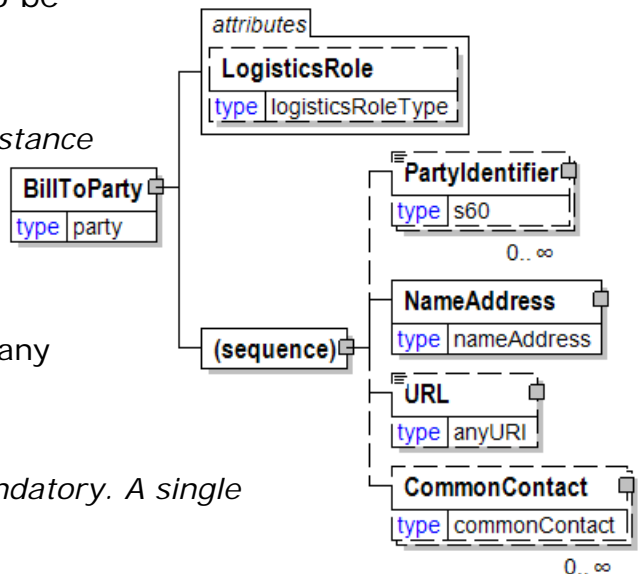 o be
attributes
LogisticsRole
type logisticsRoleType
stance
BillToParty
type party
PartyIdentifier
type s60
0.. ∞
NameAddress
type nameAddress
any
(sequence)
URL
type anyURI
ndatory. A single
CommonContact
type commonContact
0.. ∞